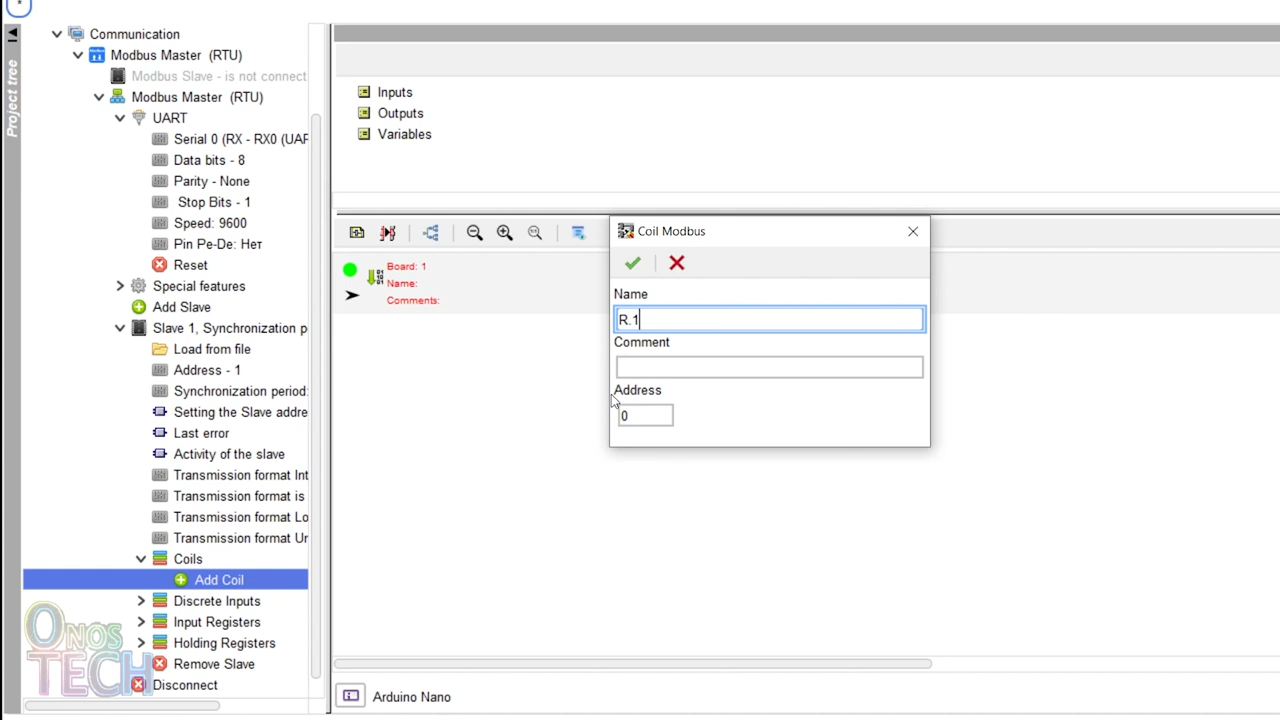 *
Project tree
Communication
Modbus Master (RTU)
Modbus Slave - is not connect
Modbus Master (RTU)
UART
Serial 0 (RX - RX0 (UAR
Data bits - 8
Parity - None
Stop Bits - 1
Speed: 9600
Pin Pe-De: Нет
Reset
Special features
Add Slave
Slave 1, Synchronization p
Load from file
Address - 1
Synchronization period:
Setting the Slave addre
Last error
Activity of the slave
Transmission format Int
Transmission format is
Transmission format Lo
Transmission format Un
Coils
Add Coil
Discrete Inputs
Input Registers
Holding Registers
Remove Slave
Disconnect
ONOS
TECH
Inputs
Outputs
Variables
Board: 1
Name:
Comments:
Coil Modbus
Name
R.1
Comment
Address
0
Arduino Nano